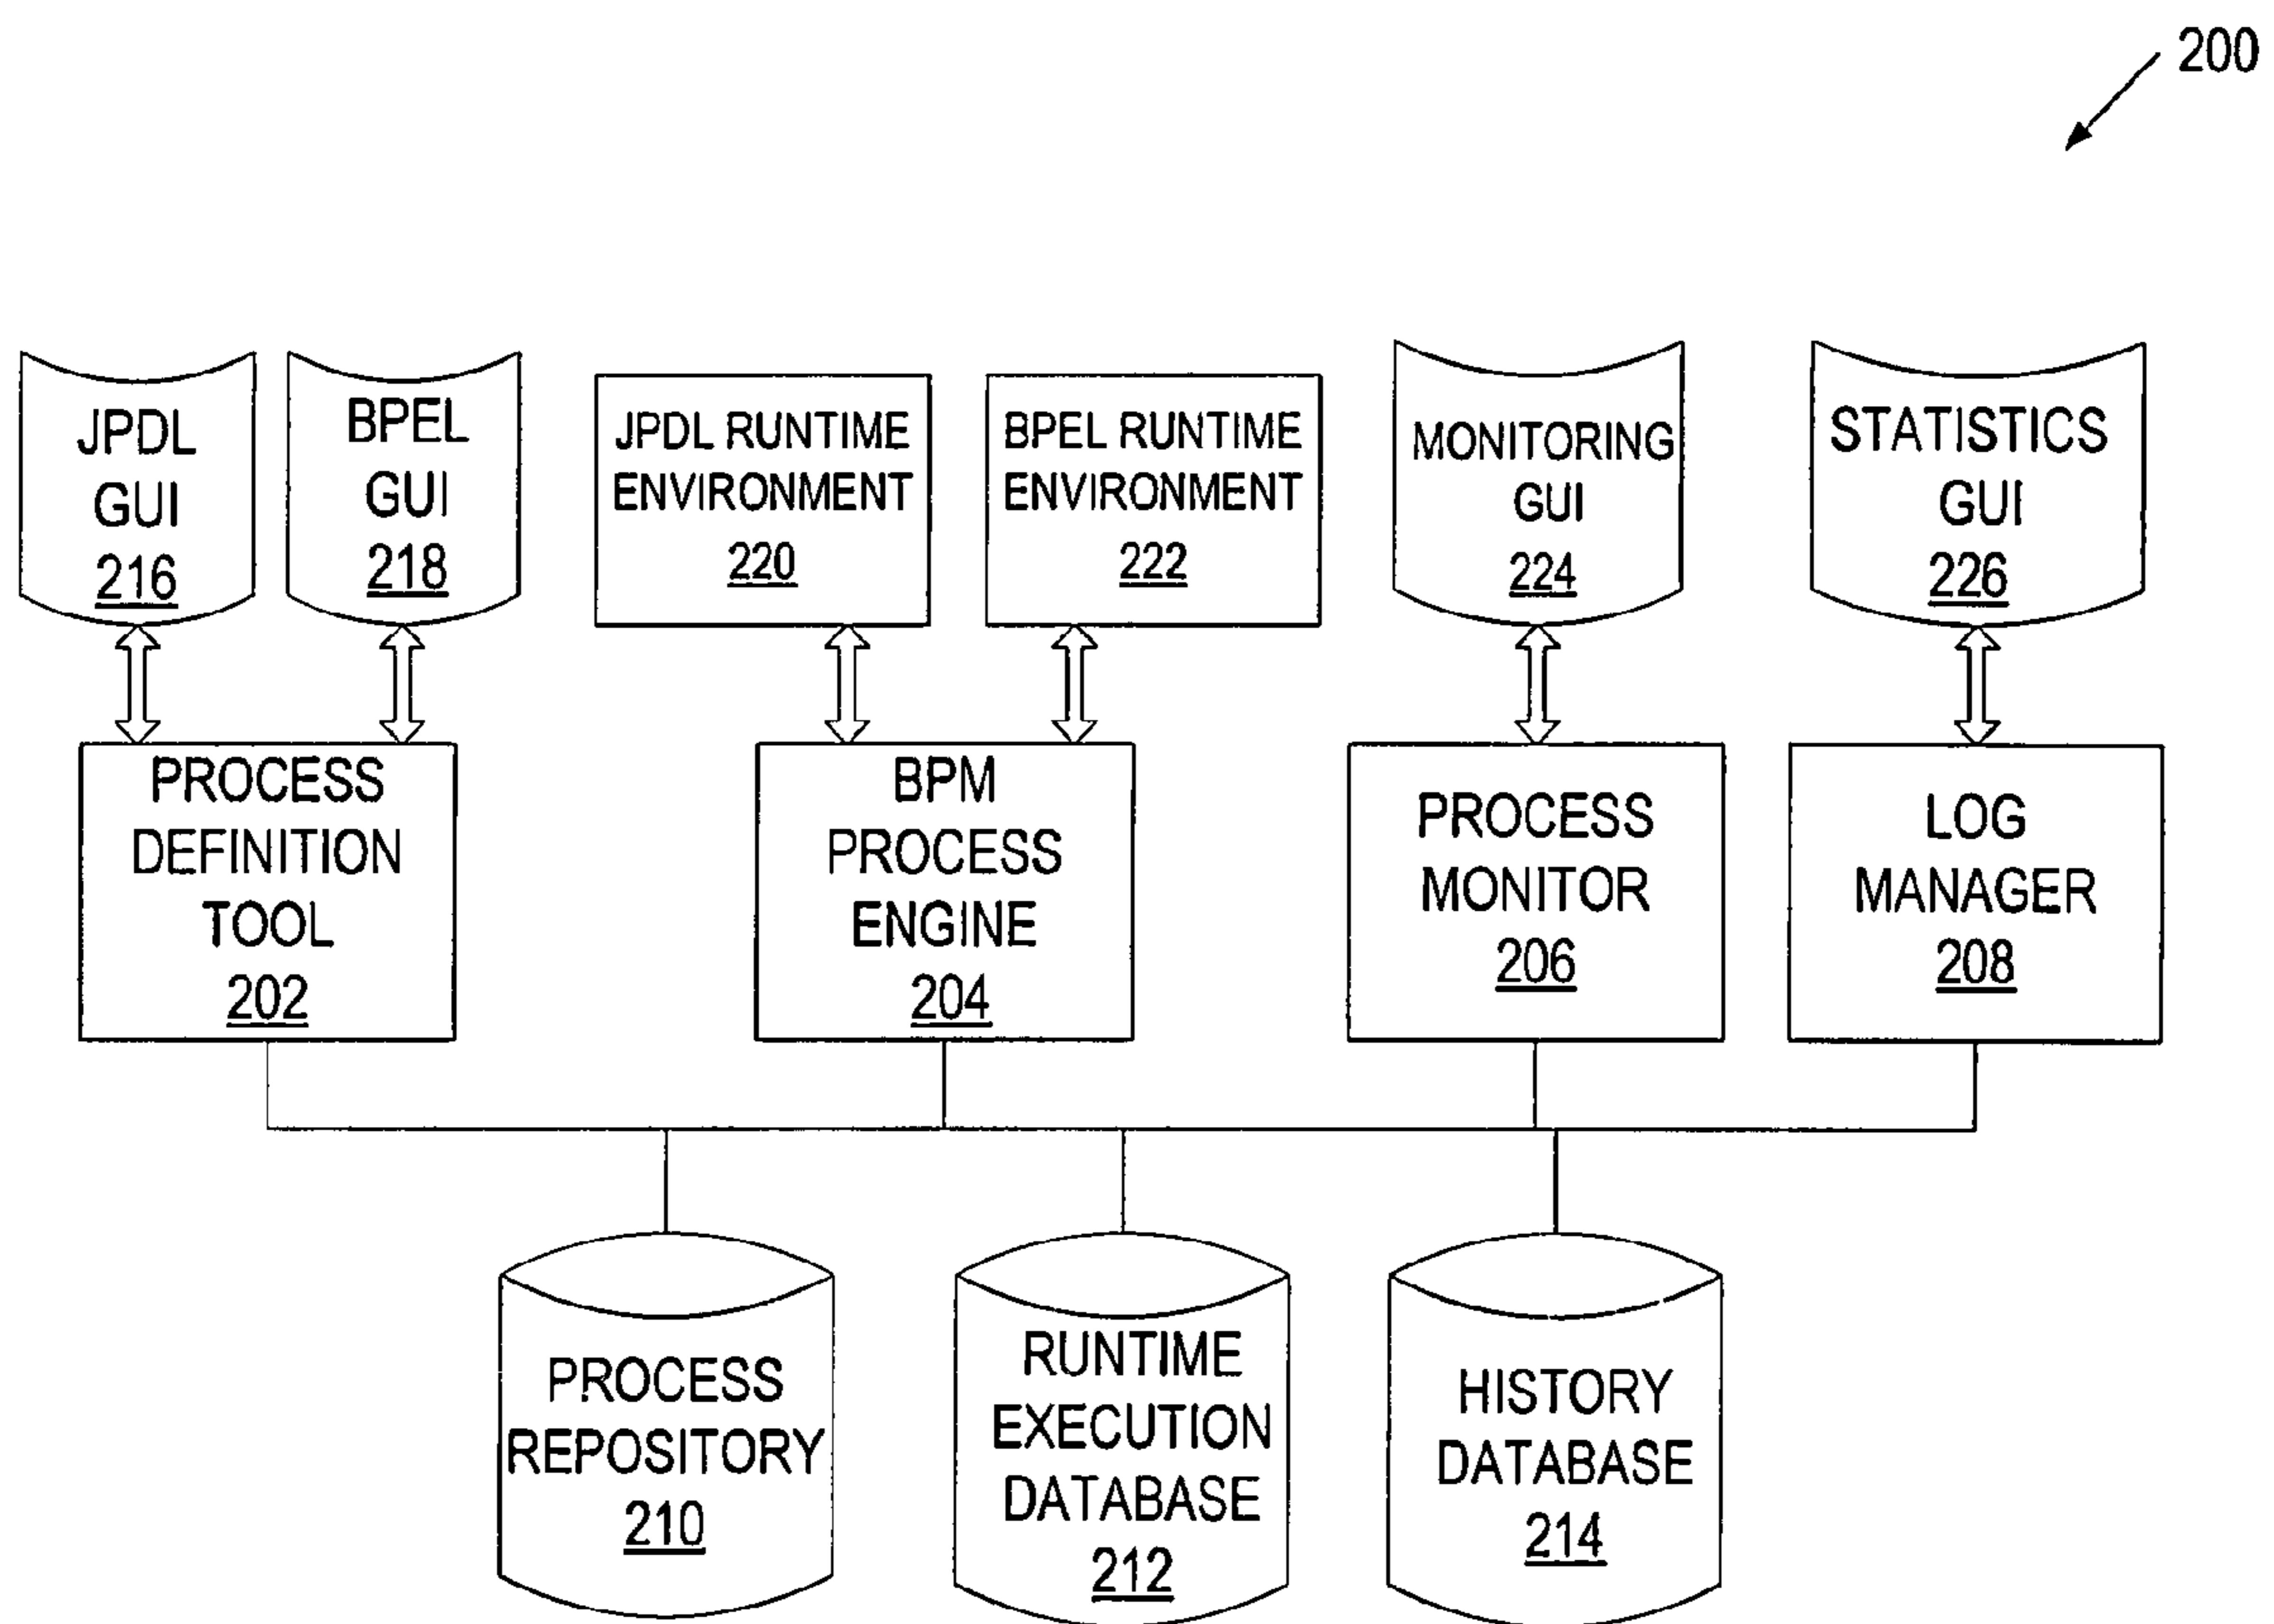 200
JPDL
GUI
216
BPEL
GUI
218
JPDL RUNTIME
ENVIRONMENT
220
BPEL RUNTIME
ENVIRONMENT
222
MONITORING
GUI
224
STATISTICS
GUI
226
PROCESS
DEFINITION
TOOL
202
BPM
PROCESS
ENGINE
204
PROCESS
MONITOR
206
LOG
MANAGER
208
PROCESS
REPOSITORY
210
RUNTIME
EXECUTION
DATABASE
212
HISTORY
DATABASE
214